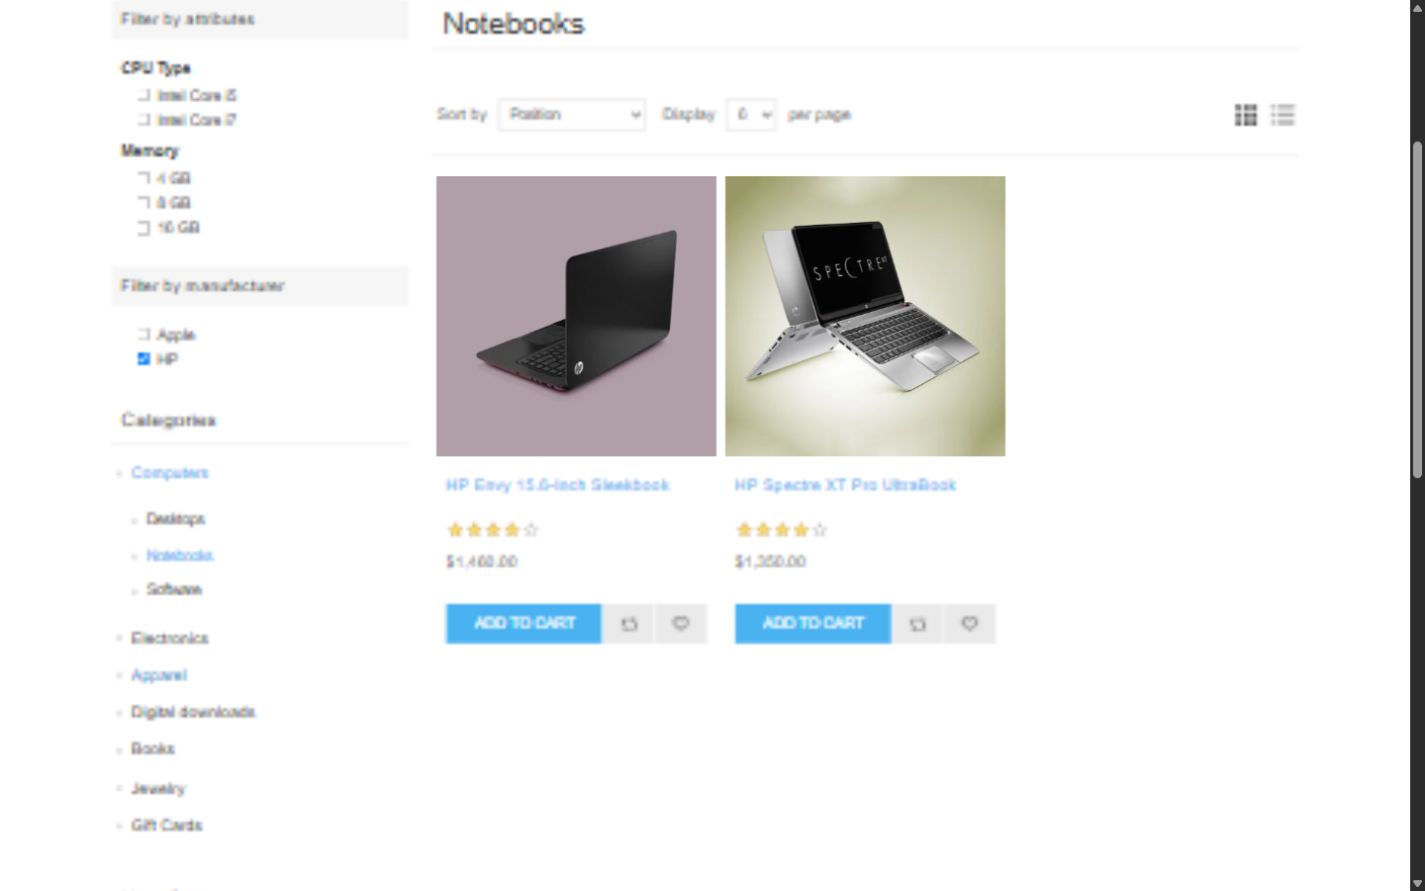 Filter by attributes
CPU Type
Intel Core i5
Intel Core i7
Memory
4 GB
8 GB
16 GB
Filter by manufacturer
Apple
HP
Categories
Computers
Desktops
Notebooks
Software
Electronics
Apparel
Digital downloads
Books
Jewelry
Gift Cards
Notebooks
Sort by Position Display 6 per page
SPECTRE XT
HP Envy 15.6-Inch Sleekbook
$1,460.00
ADD TO CART
HP Spectre XT Pro UltraBook
$1,350.00
ADD TO CART